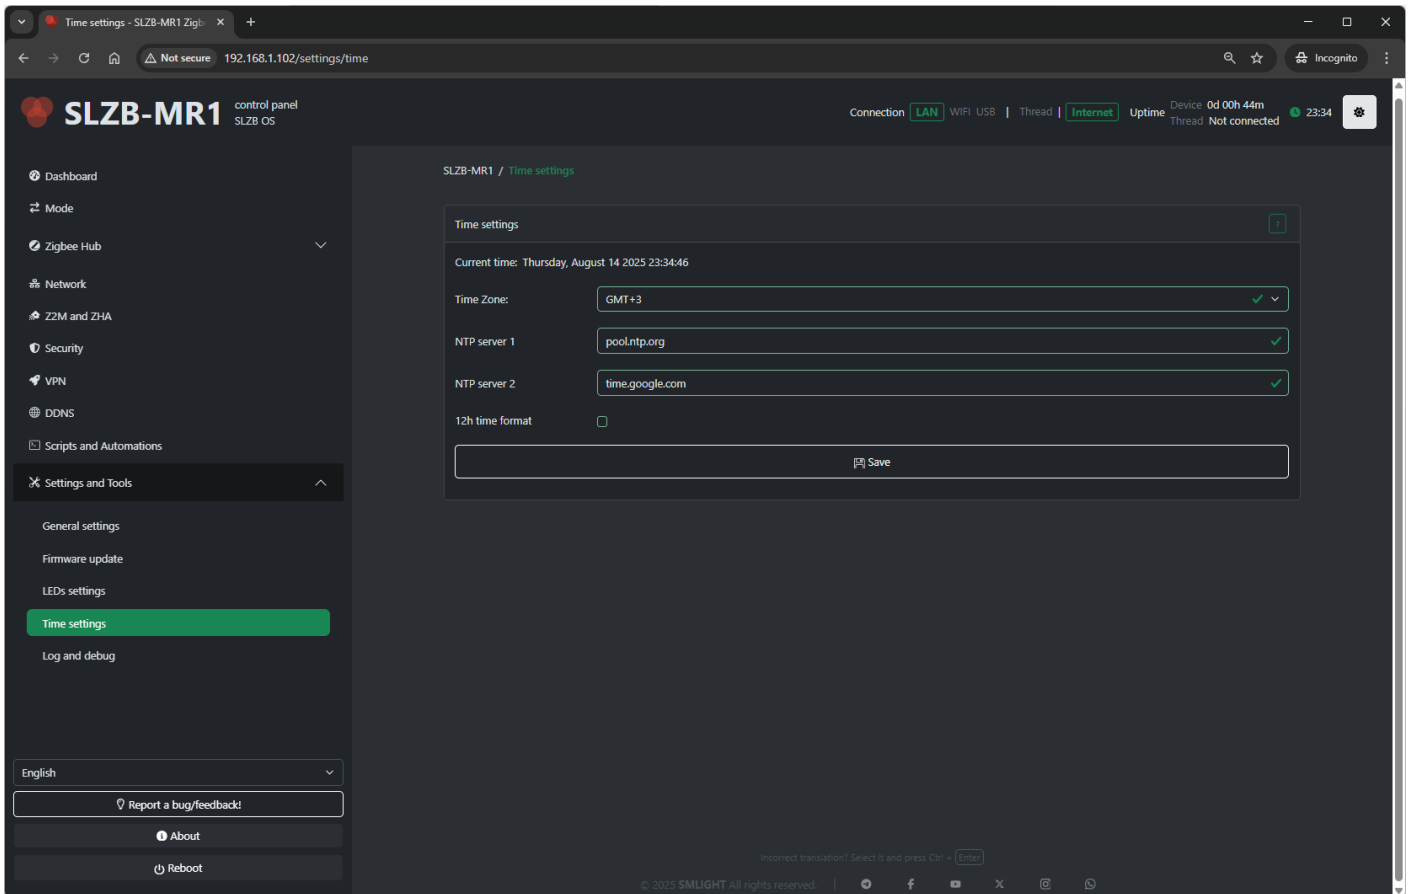 Time settings - SLZB-MR1 Zigb
Not secure 192.168.1.102/settings/time
Incognito
SLZB-MR1 control panel
SLZB OS
Connection LAN WIFI USB | Thread | Internet Uptime Device 0d 00h 44m
Thread Not connected
23:34
Dashboard
Mode
Zigbee Hub
Network
Z2M and ZHA
Security
VPN
DDNS
Scripts and Automations
Settings and Tools
General settings
Firmware update
LEDs settings
Time settings
Log and debug
English
Report a bug/feedback!
About
Reboot
SLZB-MR1 / Time settings
Time settings
?
Current time: Thursday, August 14 2025 23:34:46
Time Zone: GMT+3
NTP server 1 pool.ntp.org
NTP server 2 time.google.com
12h time format
Save
Incorrect translation? Select it and press Ctrl + Enter
© 2025 SMLIGHT All rights reserved. |